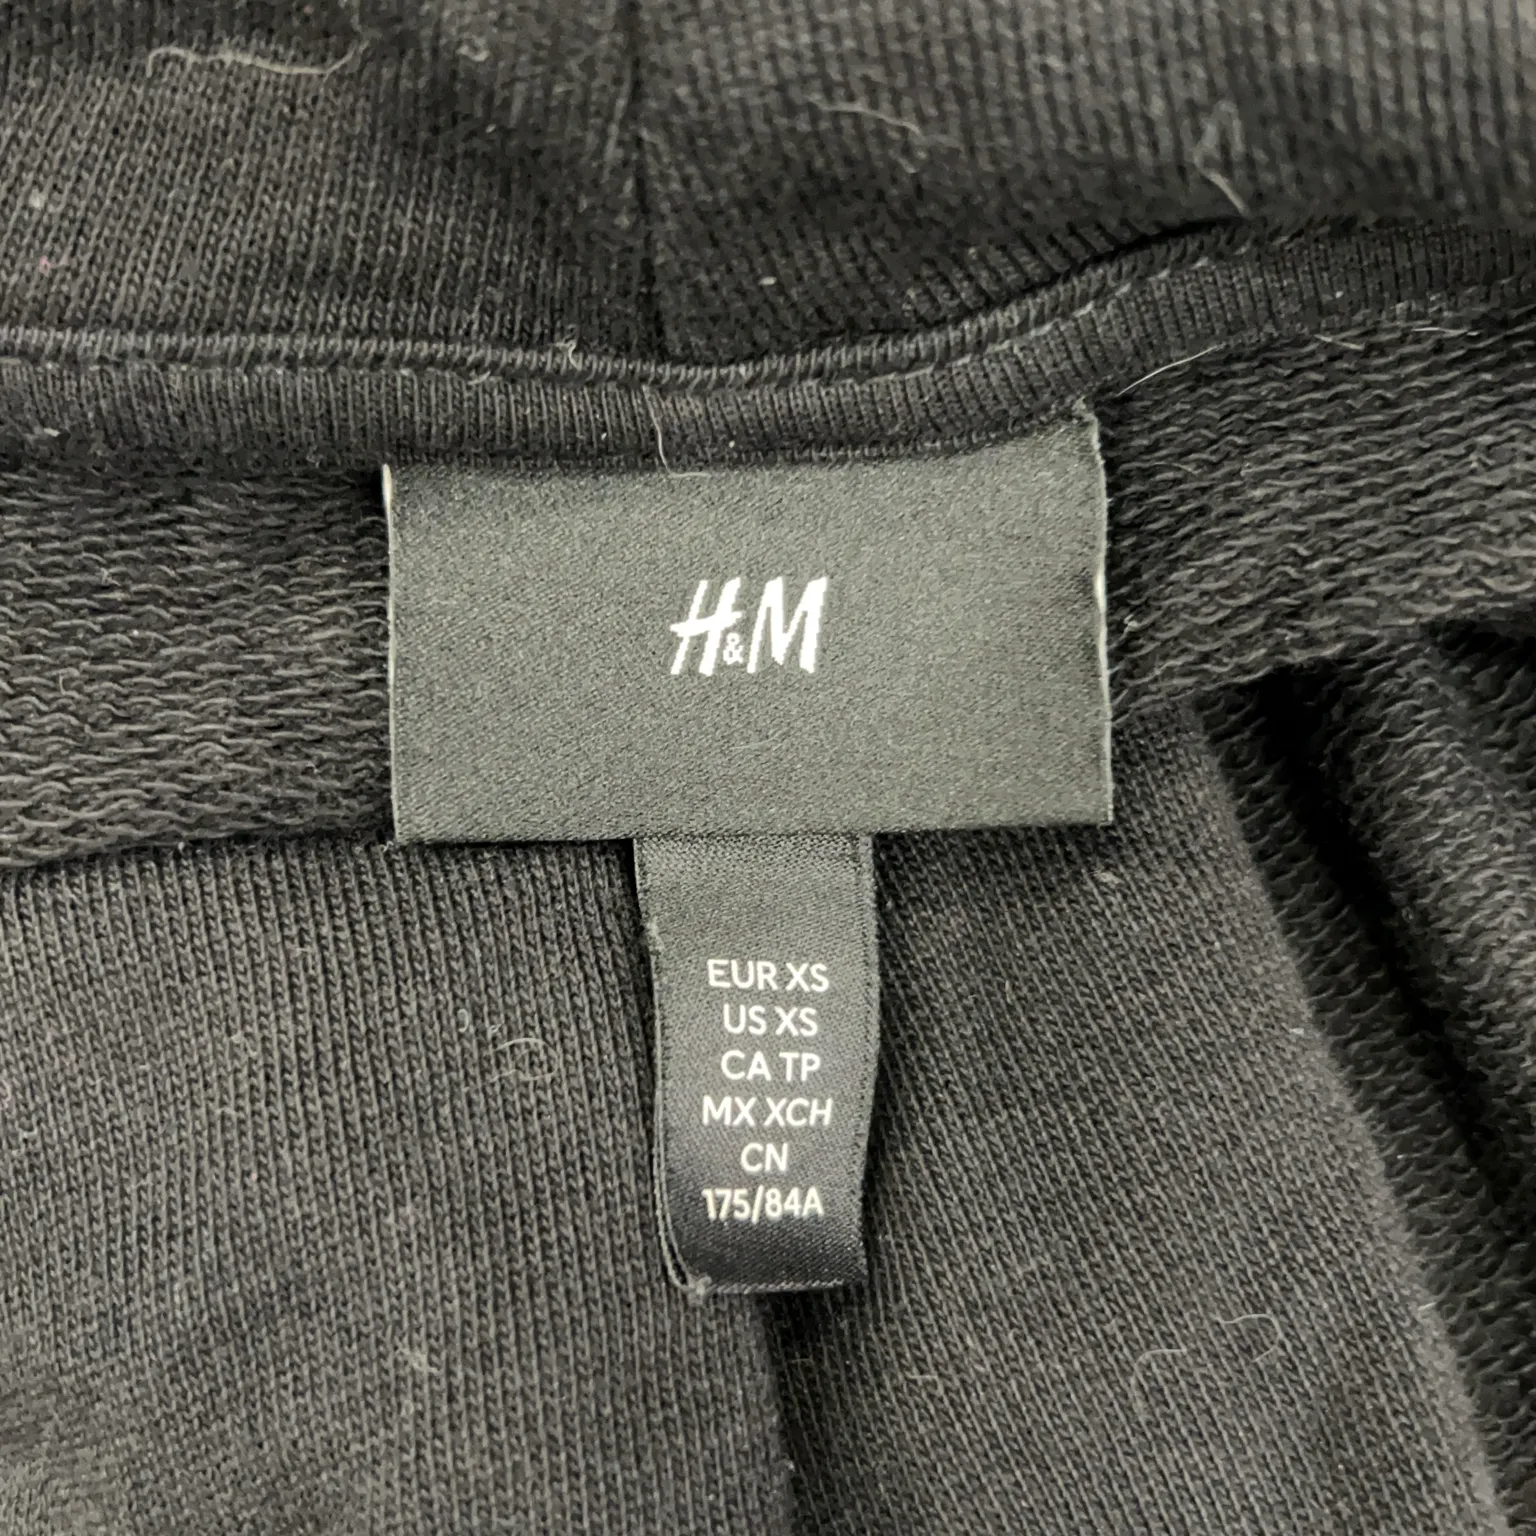 H&M
EUR XS
US XS
CA TP
MX XCH
CN
175/84A